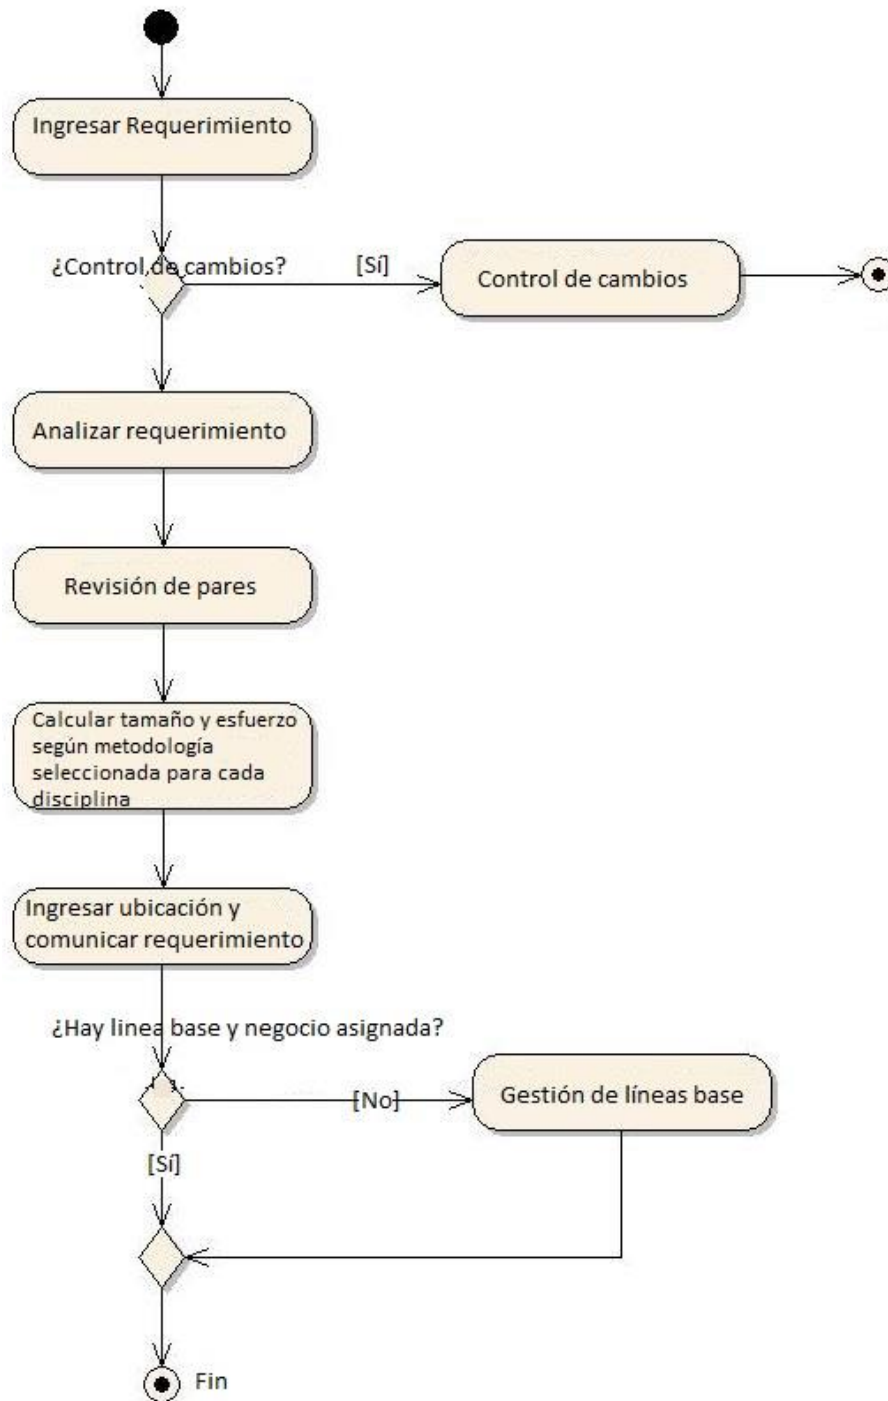 Ingresar Requerimiento
¿Control de cambios?
[Sí]
Control de cambios
Analizar requerimiento
Revisión de pares
Calcular tamaño y esfuerzo
según metodología
seleccionada para cada
disciplina
Ingresar ubicación y
comunicar requerimiento
¿Hay linea base y negocio asignada?
[No]
Gestión de líneas base
[Sí]
Fin